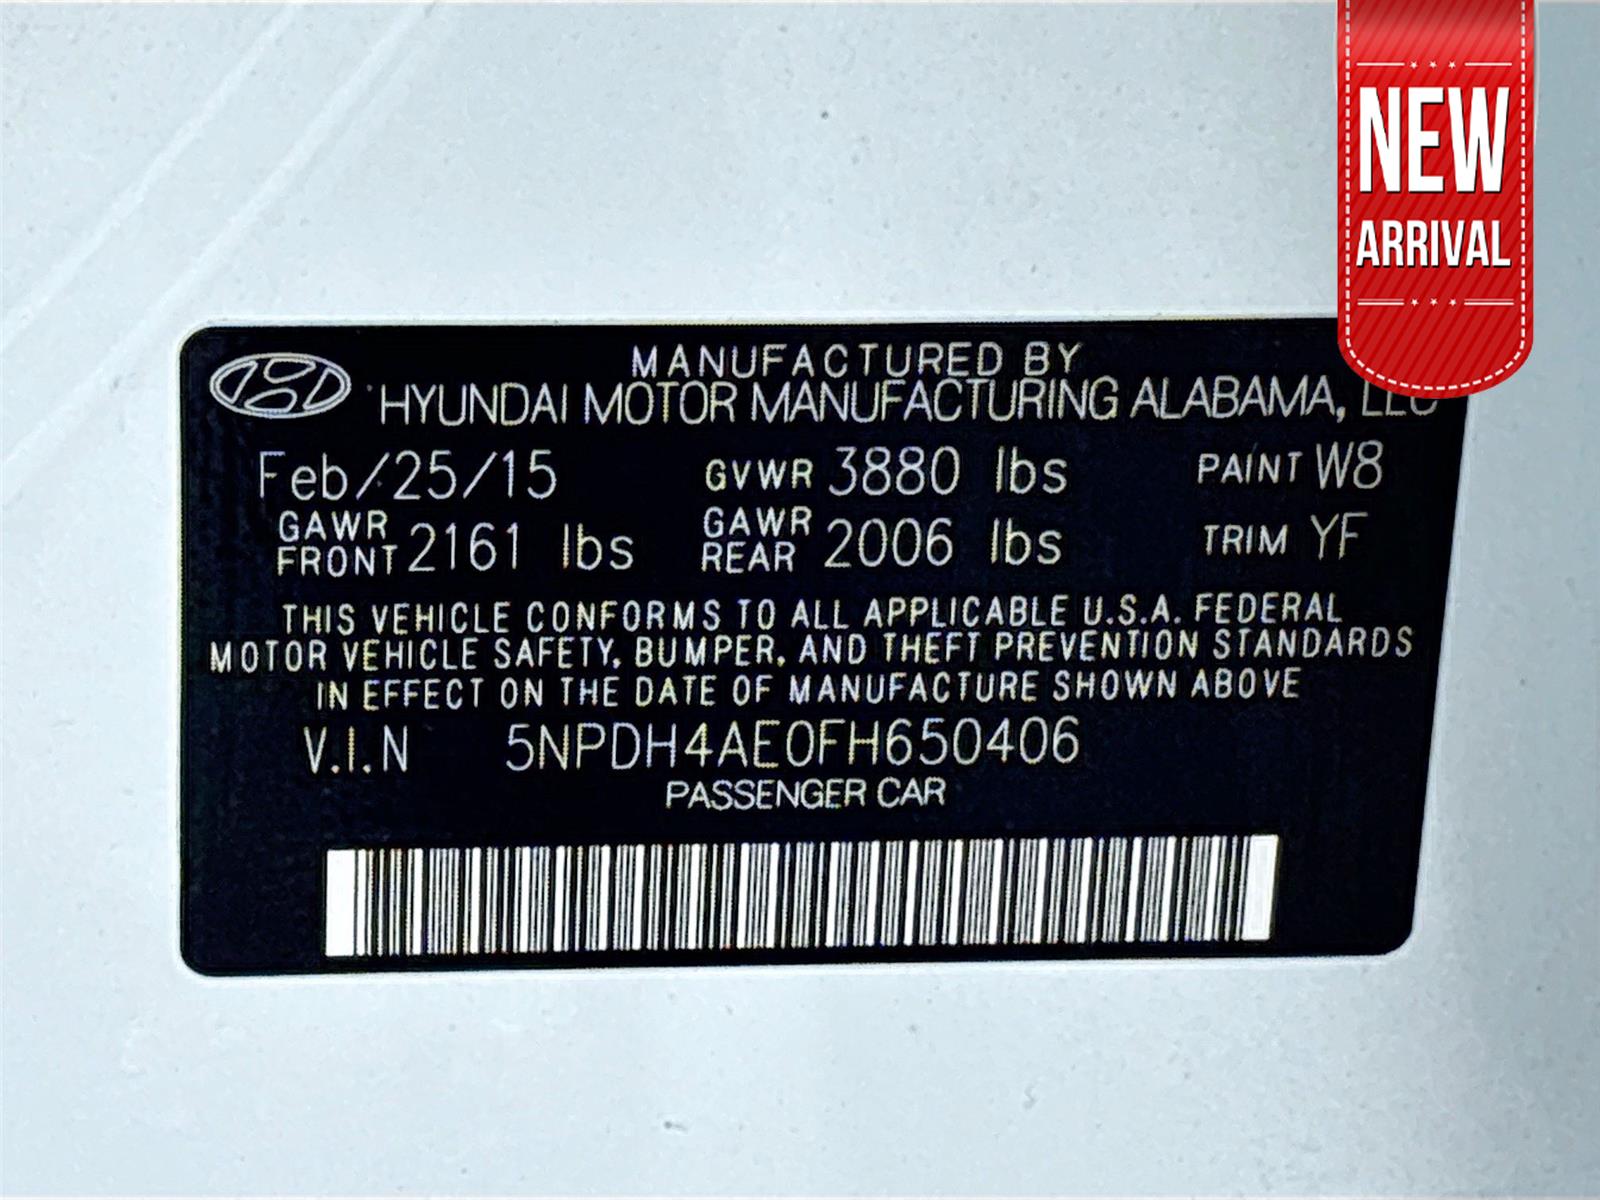 NEW
ARRIVAL
MANUFACTURED BY
HYUNDAI MOTOR MANUFACTURING ALABAMA, LLC
Feb/25/15 GVWR 3880 lbs PAINT W8
GAWR FRONT 2161 lbs GAWR REAR 2006 lbs TRIM YF
THIS VEHICLE CONFORMS TO ALL APPLICABLE U.S.A. FEDERAL
MOTOR VEHICLE SAFETY, BUMPER, AND THEFT PREVENTION STANDARDS
IN EFFECT ON THE DATE OF MANUFACTURE SHOWN ABOVE
V.I.N 5NPDH4AE0FH650406
PASSENGER CAR